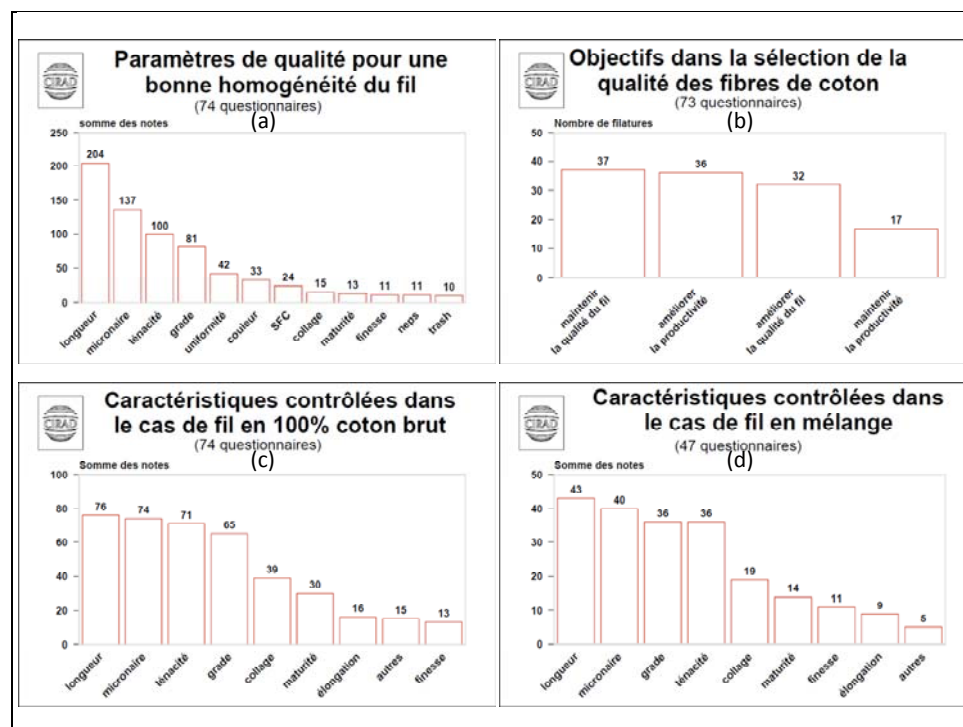 CIRAD
Paramètres de qualité pour une
bonne homogénéité du fil
(74 questionnaires)
(a)
somme des notes
250
200
150
100
50
0
204
137
100
81
42
33
24
15
13
11
11
10
longueur
micronaire
ténacité
grade
uniformité
couleur
SFC
collage
maturité
finesse
neps
trash
CIRAD
Objectifs dans la sélection de la
qualité des fibres de coton
(73 questionnaires)
(b)
Nombre de filatures
50
40
30
20
10
0
37
36
32
17
maintenir
la qualité du fil
améliorer
la productivité
améliorer
la qualité du fil
maintenir
la productivité
CIRAD
Caractéristiques contrôlées dans
le cas de fil en 100% coton brut
(74 questionnaires)
(c)
Somme des notes
100
80
60
40
20
0
76
74
71
65
39
30
16
15
13
longueur
micronaire
ténacité
grade
collage
maturité
élongation
autres
finesse
CIRAD
Caractéristiques contrôlées dans
le cas de fil en mélange
(47 questionnaires)
(d)
Somme des notes
50
40
30
20
10
0
43
40
36
36
19
14
11
9
5
longueur
micronaire
grade
ténacité
collage
maturité
finesse
élongation
autres